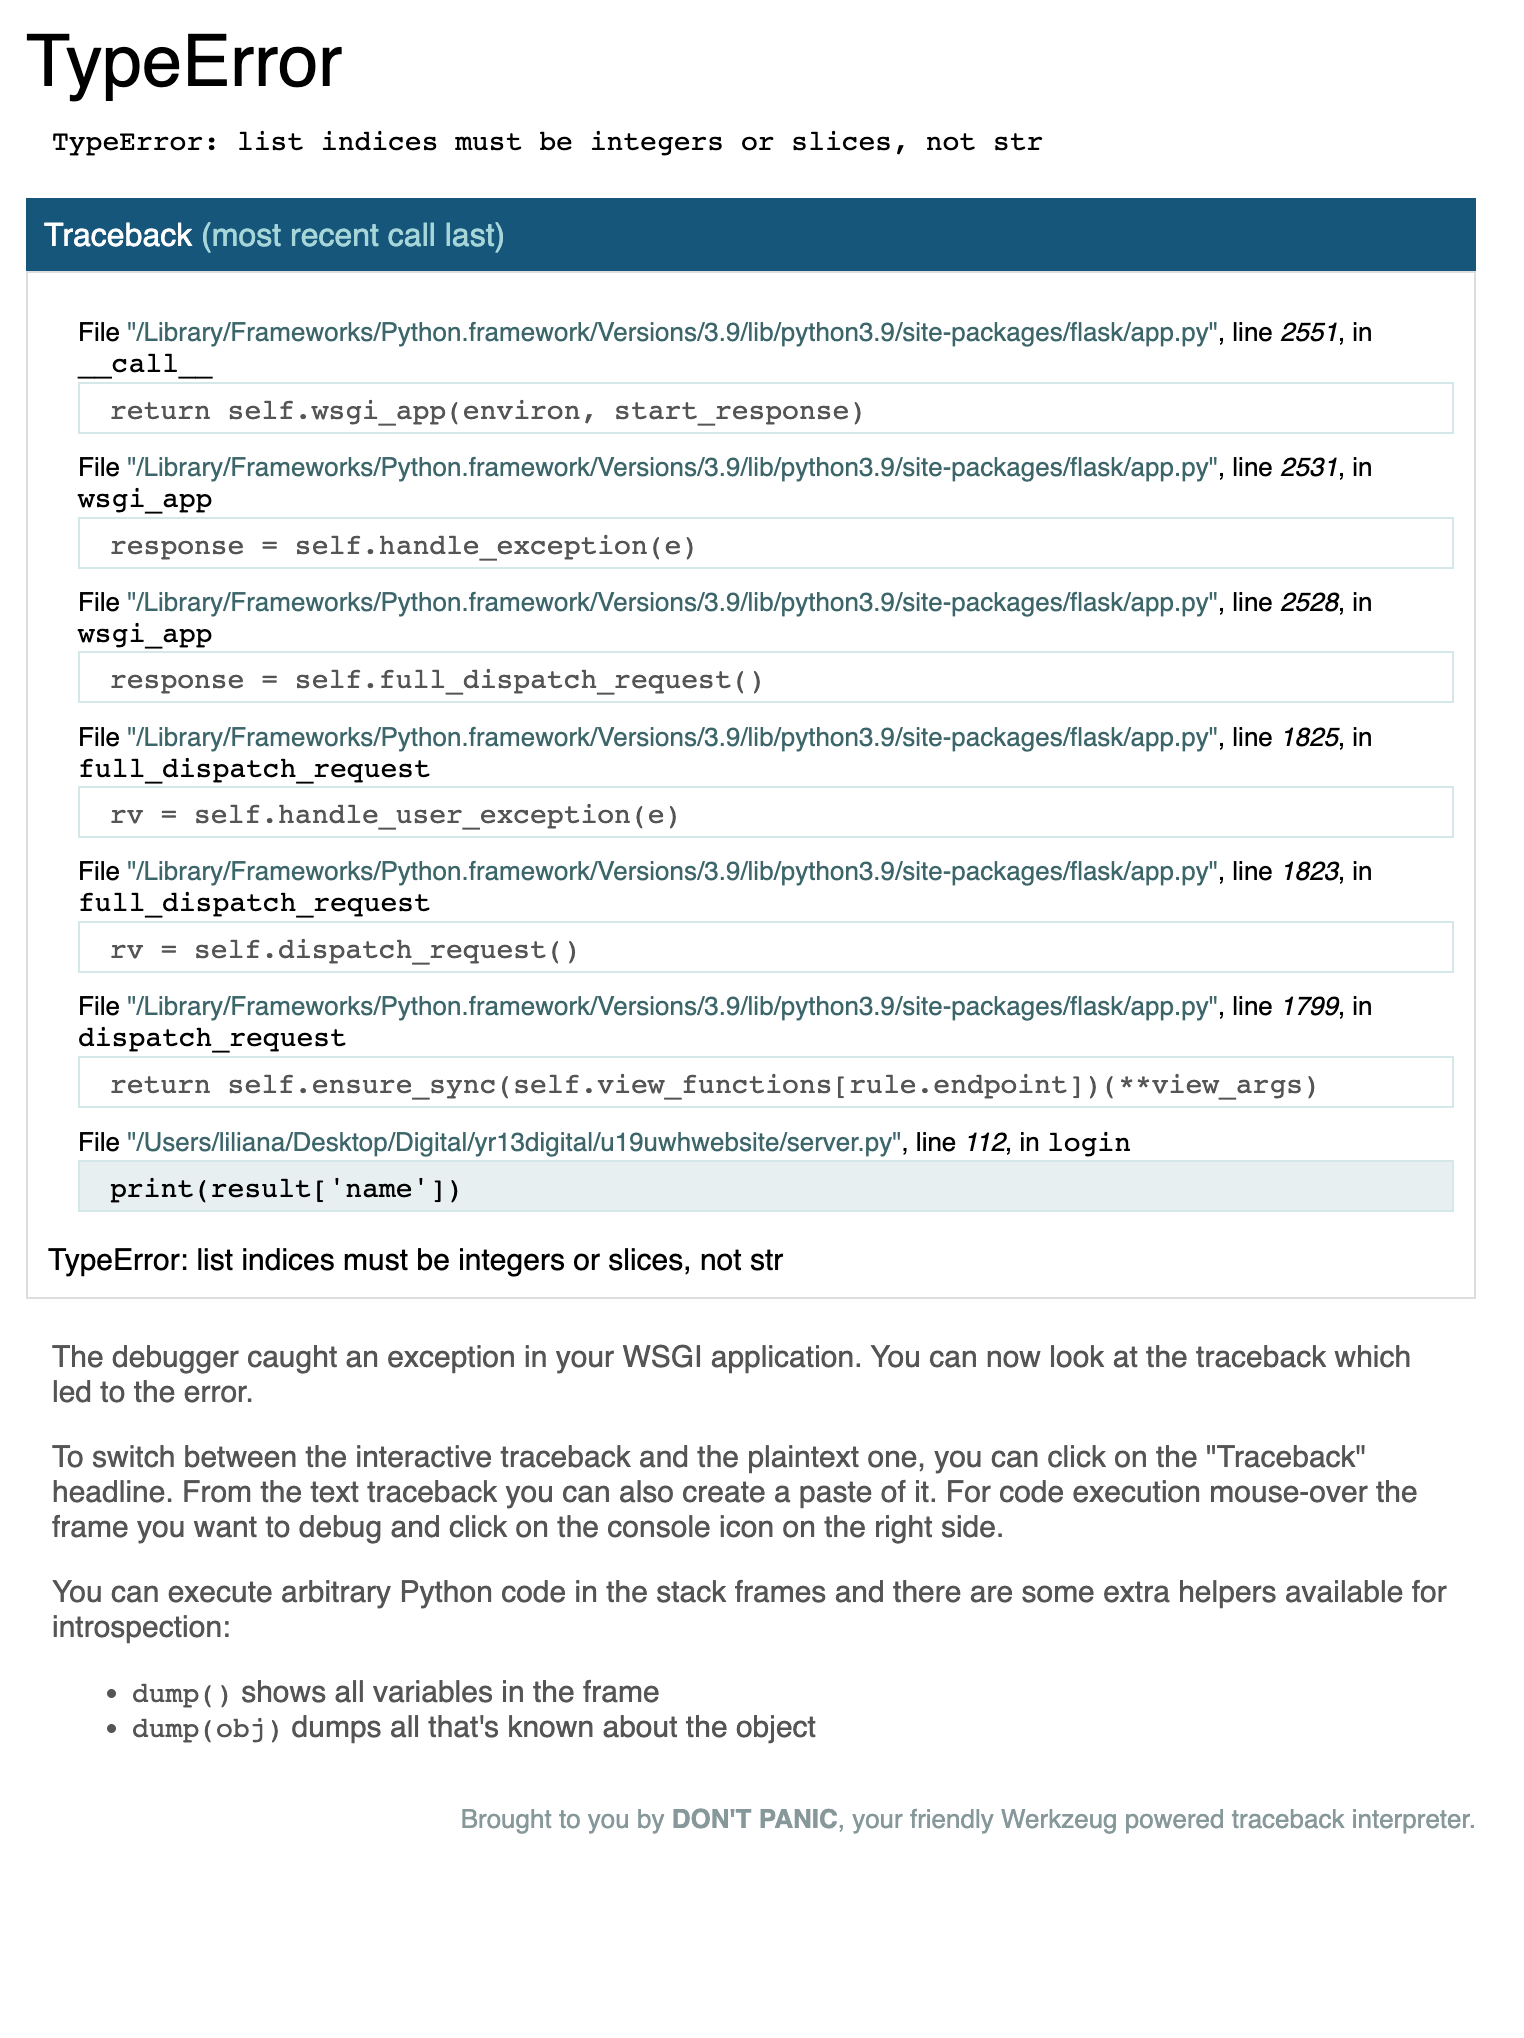 TypeError
TypeError: list indices must be integers or slices, not str
Traceback (most recent call last)
File "/Library/Frameworks/Python.framework/Versions/3.9/lib/python3.9/site-packages/flask/app.py", line 2551, in
__call__
return self.wsgi_app(environ, start_response)
File "/Library/Frameworks/Python.framework/Versions/3.9/lib/python3.9/site-packages/flask/app.py", line 2531, in
wsgi_app
response = self.handle_exception(e)
File "/Library/Frameworks/Python.framework/Versions/3.9/lib/python3.9/site-packages/flask/app.py", line 2528, in
wsgi_app
response = self.full_dispatch_request()
File "/Library/Frameworks/Python.framework/Versions/3.9/lib/python3.9/site-packages/flask/app.py", line 1825, in
full_dispatch_request
rv = self.handle_user_exception(e)
File "/Library/Frameworks/Python.framework/Versions/3.9/lib/python3.9/site-packages/flask/app.py", line 1823, in
full_dispatch_request
rv = self.dispatch_request()
File "/Library/Frameworks/Python.framework/Versions/3.9/lib/python3.9/site-packages/flask/app.py", line 1799, in
dispatch_request
return self.ensure_sync(self.view_functions[rule.endpoint])(**view_args)
File "/Users/liliana/Desktop/Digital/yr13digital/u19uwhwebsite/server.py", line 112, in login
print(result['name'])
TypeError: list indices must be integers or slices, not str
The debugger caught an exception in your WSGI application. You can now look at the traceback which
led to the error.
To switch between the interactive traceback and the plaintext one, you can click on the "Traceback"
headline. From the text traceback you can also create a paste of it. For code execution mouse-over the
frame you want to debug and click on the console icon on the right side.
You can execute arbitrary Python code in the stack frames and there are some extra helpers available for
introspection:
• dump() shows all variables in the frame
• dump(obj) dumps all that's known about the object
Brought to you by DON'T PANIC, your friendly Werkzeug powered traceback interpreter.